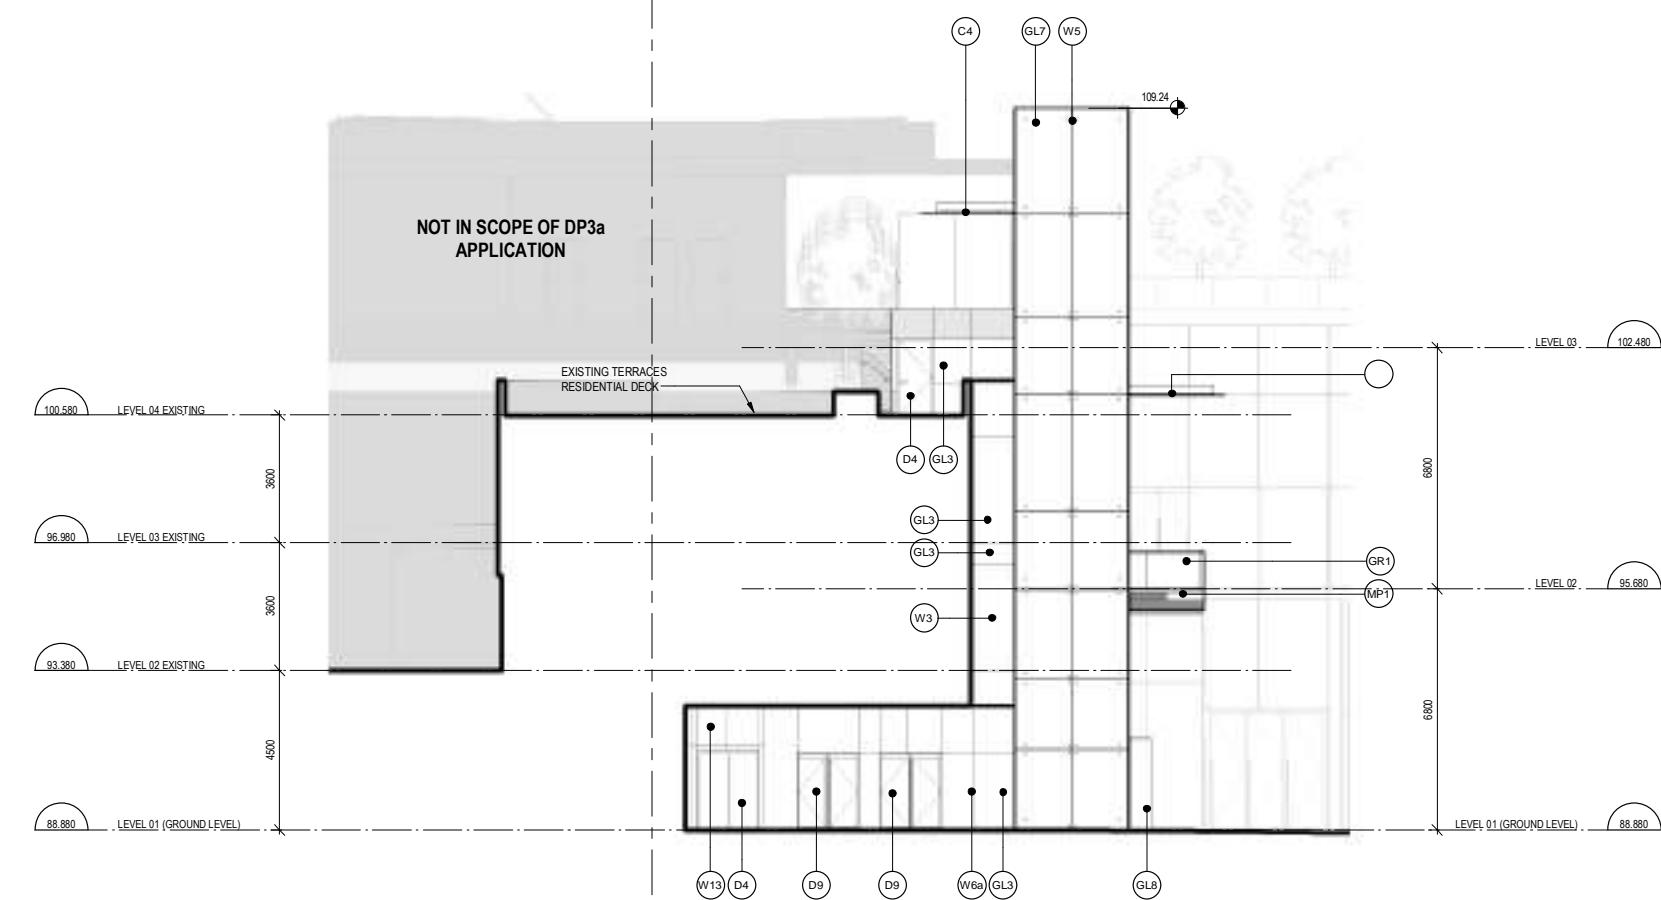 C4
GL7
W5
109.24
NOT IN SCOPE OF DP3a
APPLICATION
LEVEL 03
102.480
EXISTING TERRACES
RESIDENTIAL DECK
100.580
LEVEL 04 EXISTING
D4
GL3
3600
6800
GL3
96.980
LEVEL 03 EXISTING
GL3
GR1
LEVEL 02
95.680
MP1
3600
W3
93.380
LEVEL 02 EXISTING
6800
4500
88.880
LEVEL 01 (GROUND LEVEL)
LEVEL 01 (GROUND LEVEL)
88.880
W13
D4
D9
D9
W6a
GL3
GL8